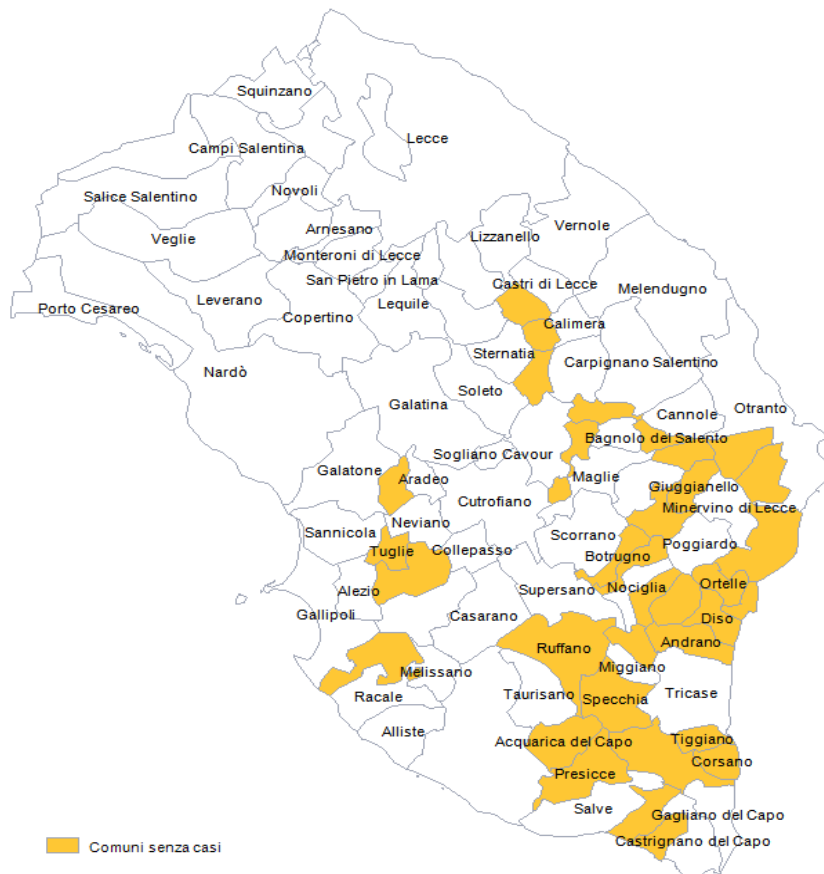 Squinzano
Lecce
Campi Salentina
Novoli
Salice Salentino
Vernole
Arnesano
Lizzanello
Veglie
Monteroni di Lecce
San Pietro in Lama
Castri di Lecce
Melendugno
Leverano
Lequile
Porto Cesareo
Copertino
Calimera
Sternatia
Carpignano Salentino
Nardò
Soleto
Galatina
Otranto
Cannole
Bagnolo del Salento
Sogliano Cavour
Galatone
Maglie
Aradeo
Giuggianello
Cutrofiano
Minervino di Lecce
Neviano
Sannicola
Scorrano
Poggiardo
Tuglie
Collepasso
Botrugno
Ortelle
Nociglia
Alezio
Supersano
Gallipoli
Casarano
Diso
Andrano
Ruffano
Miggiano
Melissano
Tricase
Taurisano
Racale
Specchia
Alliste
Tiggiano
Acquarica del Capo
Corsano
Presicce
Salve
Gagliano del Capo
Castrignano del Capo
Comuni senza casi